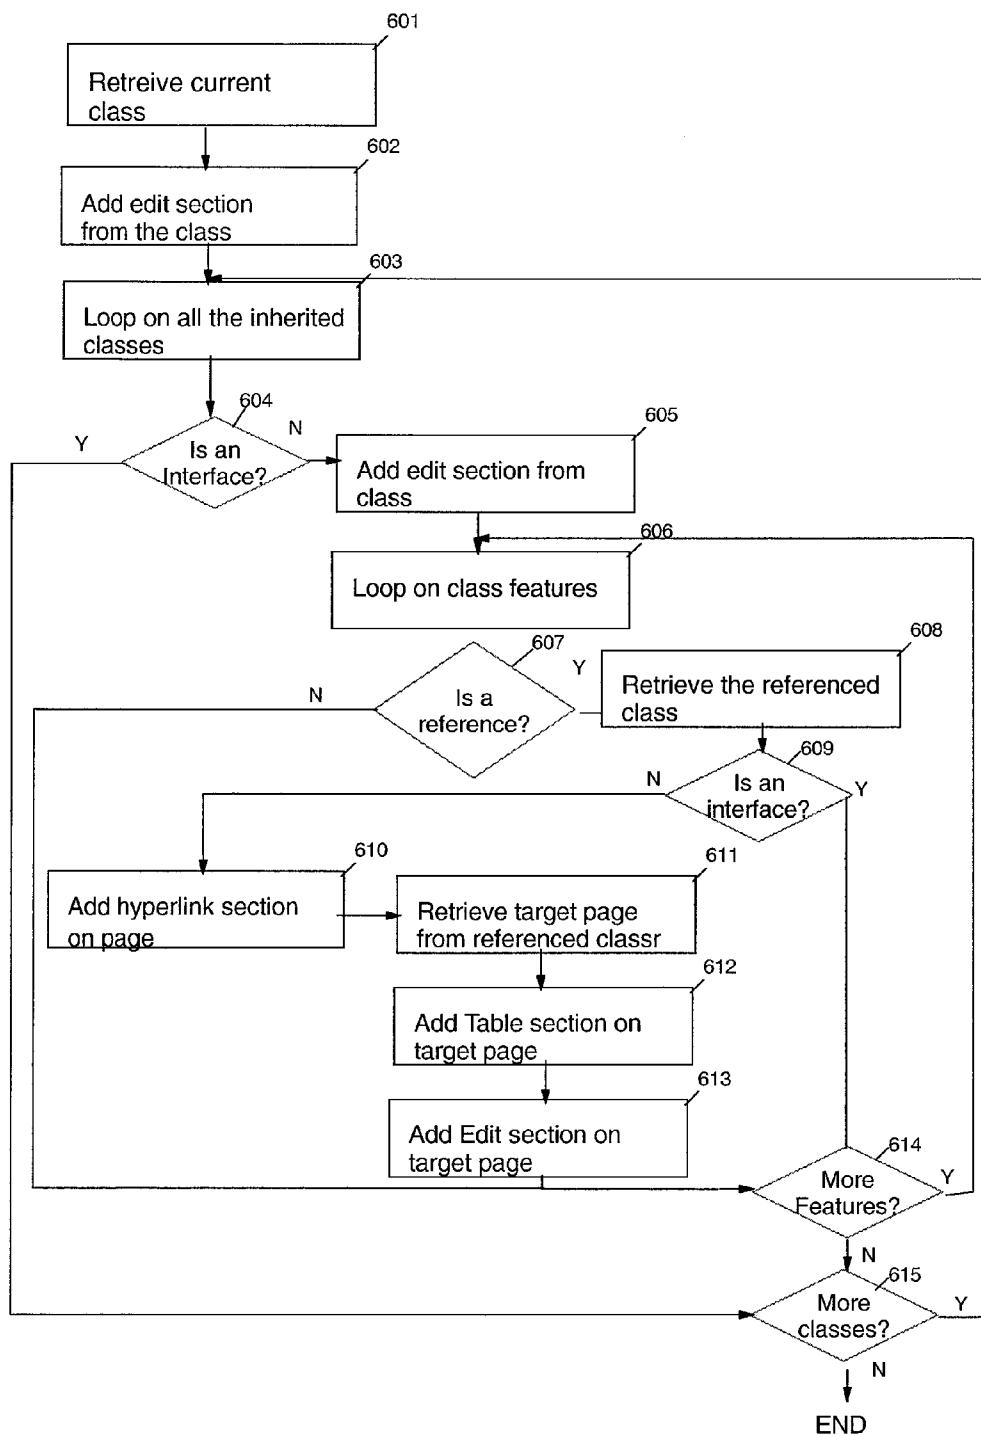 601
Retreive current
class
602
Add edit section
from the class
603
Loop on all the inherited
classes
604
Y
N
Is an
Interface?
605
Add edit section from
class
606
Loop on class features
607
Y
N
Is a
reference?
608
Retrieve the referenced
class
609
N
Y
Is an
interface?
610
Add hyperlink section
on page
611
Retrieve target page
from referenced classr
612
Add Table section on
target page
613
Add Edit section on
target page
614
More
Features?
Y
N
615
More
classes?
Y
N
END